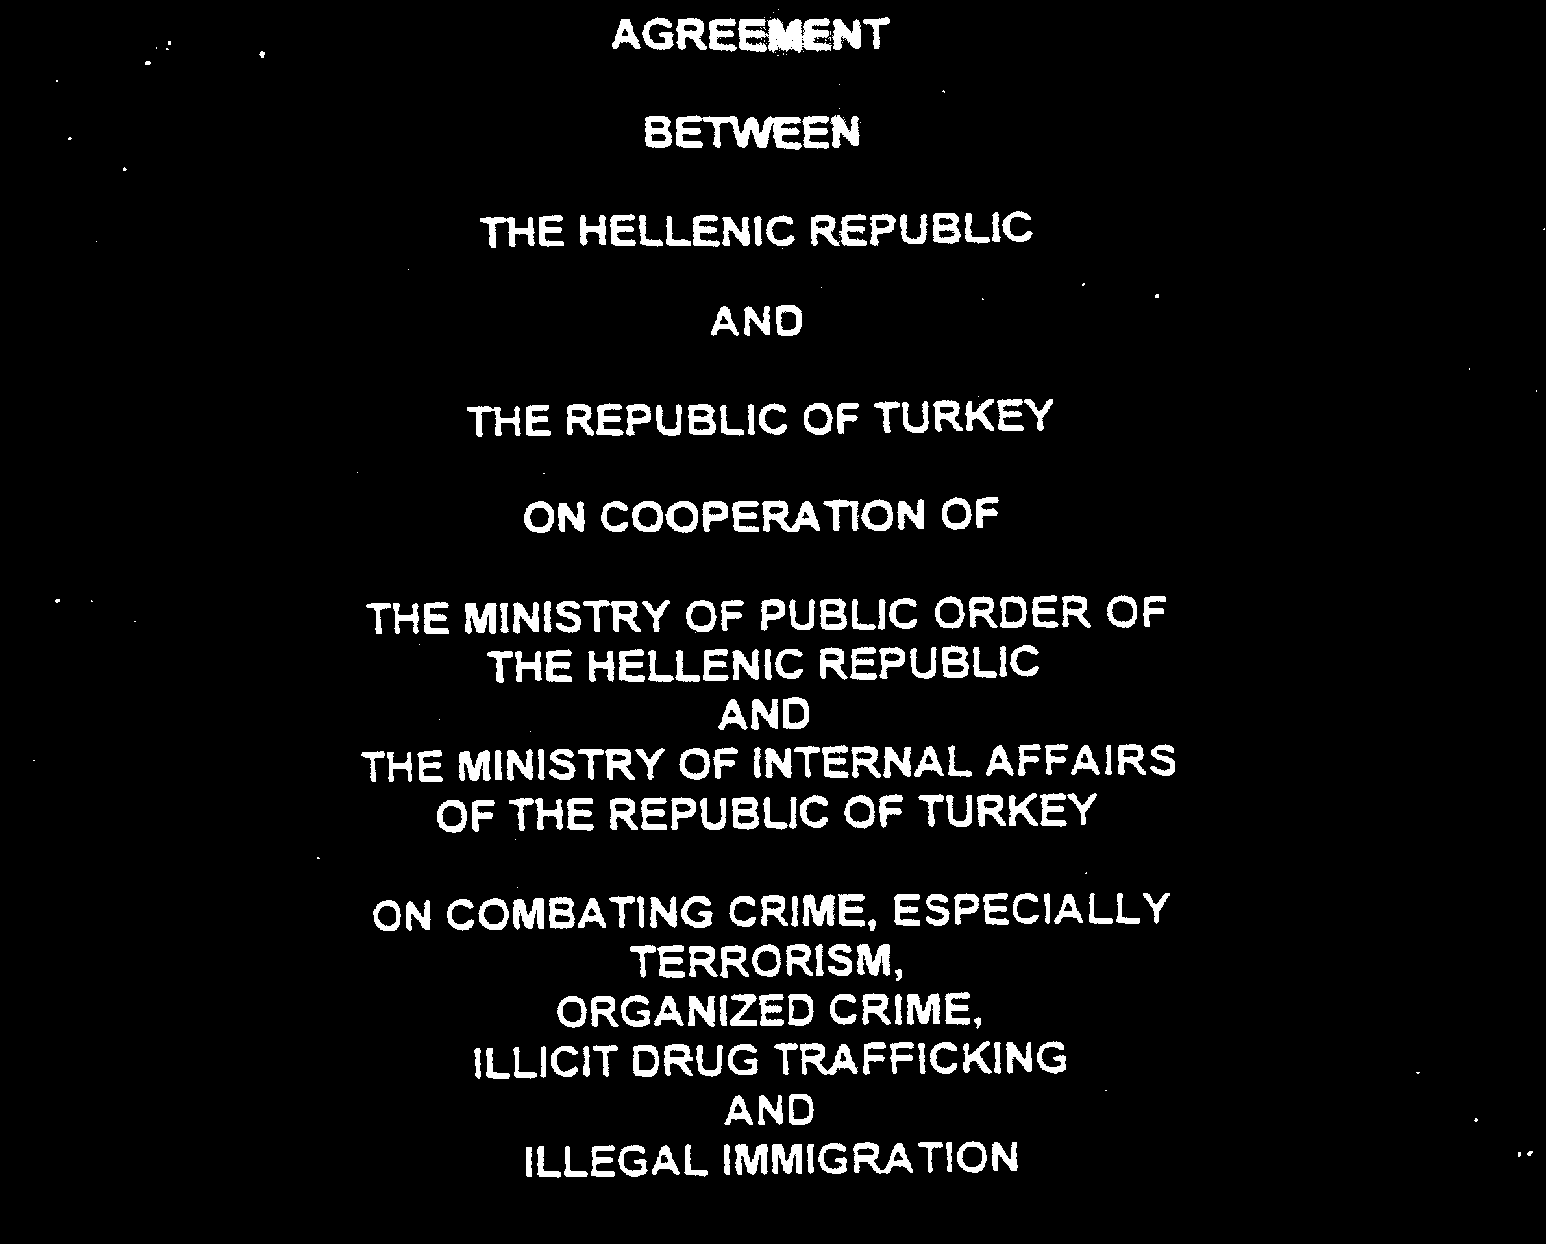 AGREEMENT
BETWEEN
THE HELLENIC REPUBLIC
AND
THE REPUBLIC OF TURKEY
ON COOPERATION OF
THE MINISTRY OF PUBLIC ORDER OF
THE HELLENIC REPUBLIC
AND
THE MINISTRY OF INTERNAL AFFAIRS
OF THE REPUBLIC OF TURKEY
ON COMBATING CRIME, ESPECIALLY
TERRORISM,
ORGANIZED CRIME,
ILLICIT DRUG TRAFFICKING
AND
ILLEGAL IMMIGRATION